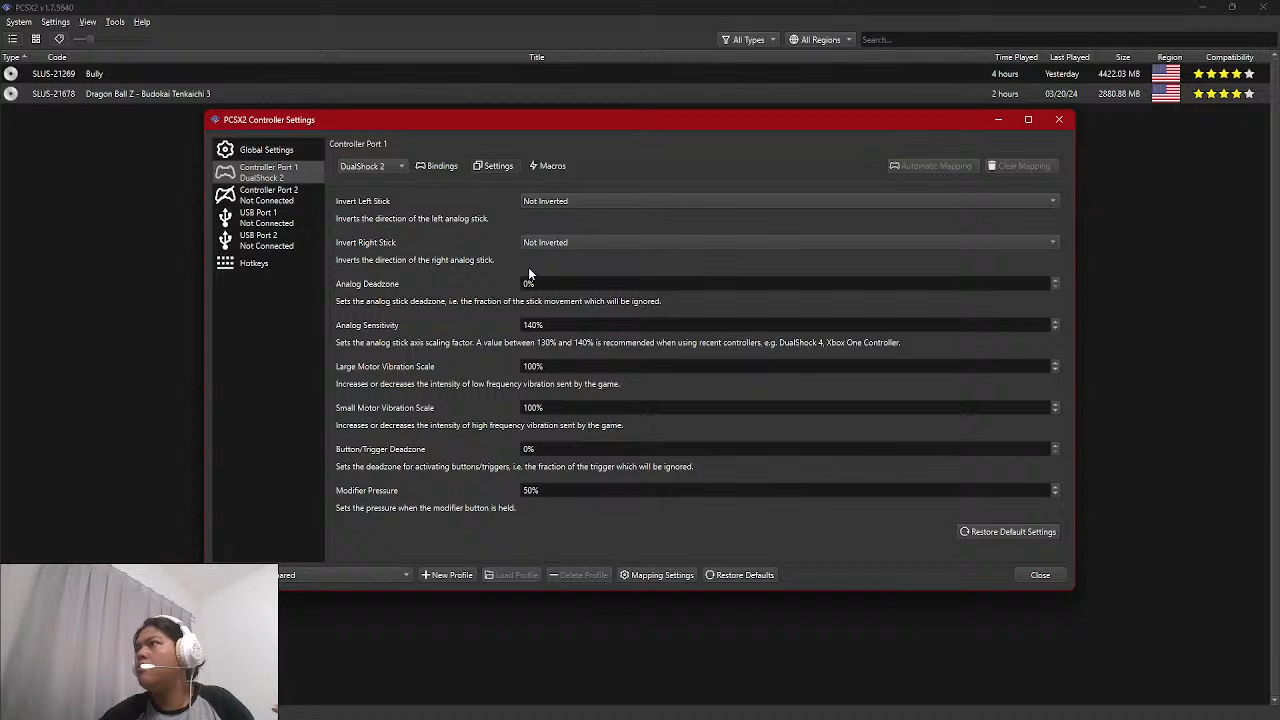 PCSX2 v1.7.5640
System Settings View Tools Help
All Types All Regions Search...
Type Code Title Time Played Last Played Size Region Compatibility
SLUS-21269 Bully 4 hours Yesterday 4422.03 MB
SLUS-21678 Dragon Ball Z - Budokai Tenkaichi 3 2 hours 03/20/24 2880.88 MB
PCSX2 Controller Settings
Global Settings
Controller Port 1
DualShock 2
Controller Port 2
Not Connected
USB Port 1
Not Connected
USB Port 2
Not Connected
Hotkeys
Controller Port 1
DualShock 2 Bindings Settings Macros Automatic Mapping Clear Mapping
Invert Left Stick Not Inverted
Inverts the direction of the left analog stick.
Invert Right Stick Not Inverted
Inverts the direction of the right analog stick.
Analog Deadzone 0%
Sets the analog stick deadzone, i.e. the fraction of the stick movement which will be ignored.
Analog Sensitivity 140%
Sets the analog stick axis scaling factor. A value between 130% and 140% is recommended when using recent controllers, e.g. DualShock 4, Xbox One Controller.
Large Motor Vibration Scale 100%
Increases or decreases the intensity of low frequency vibration sent by the game.
Small Motor Vibration Scale 100%
Increases or decreases the intensity of high frequency vibration sent by the game.
Button/Trigger Deadzone 0%
Sets the deadzone for activating buttons/triggers, i.e. the fraction of the trigger which will be ignored.
Modifier Pressure 50%
Sets the pressure when the modifier button is held.
Restore Default Settings
ared New Profile Load Profile Delete Profile Mapping Settings Restore Defaults Close